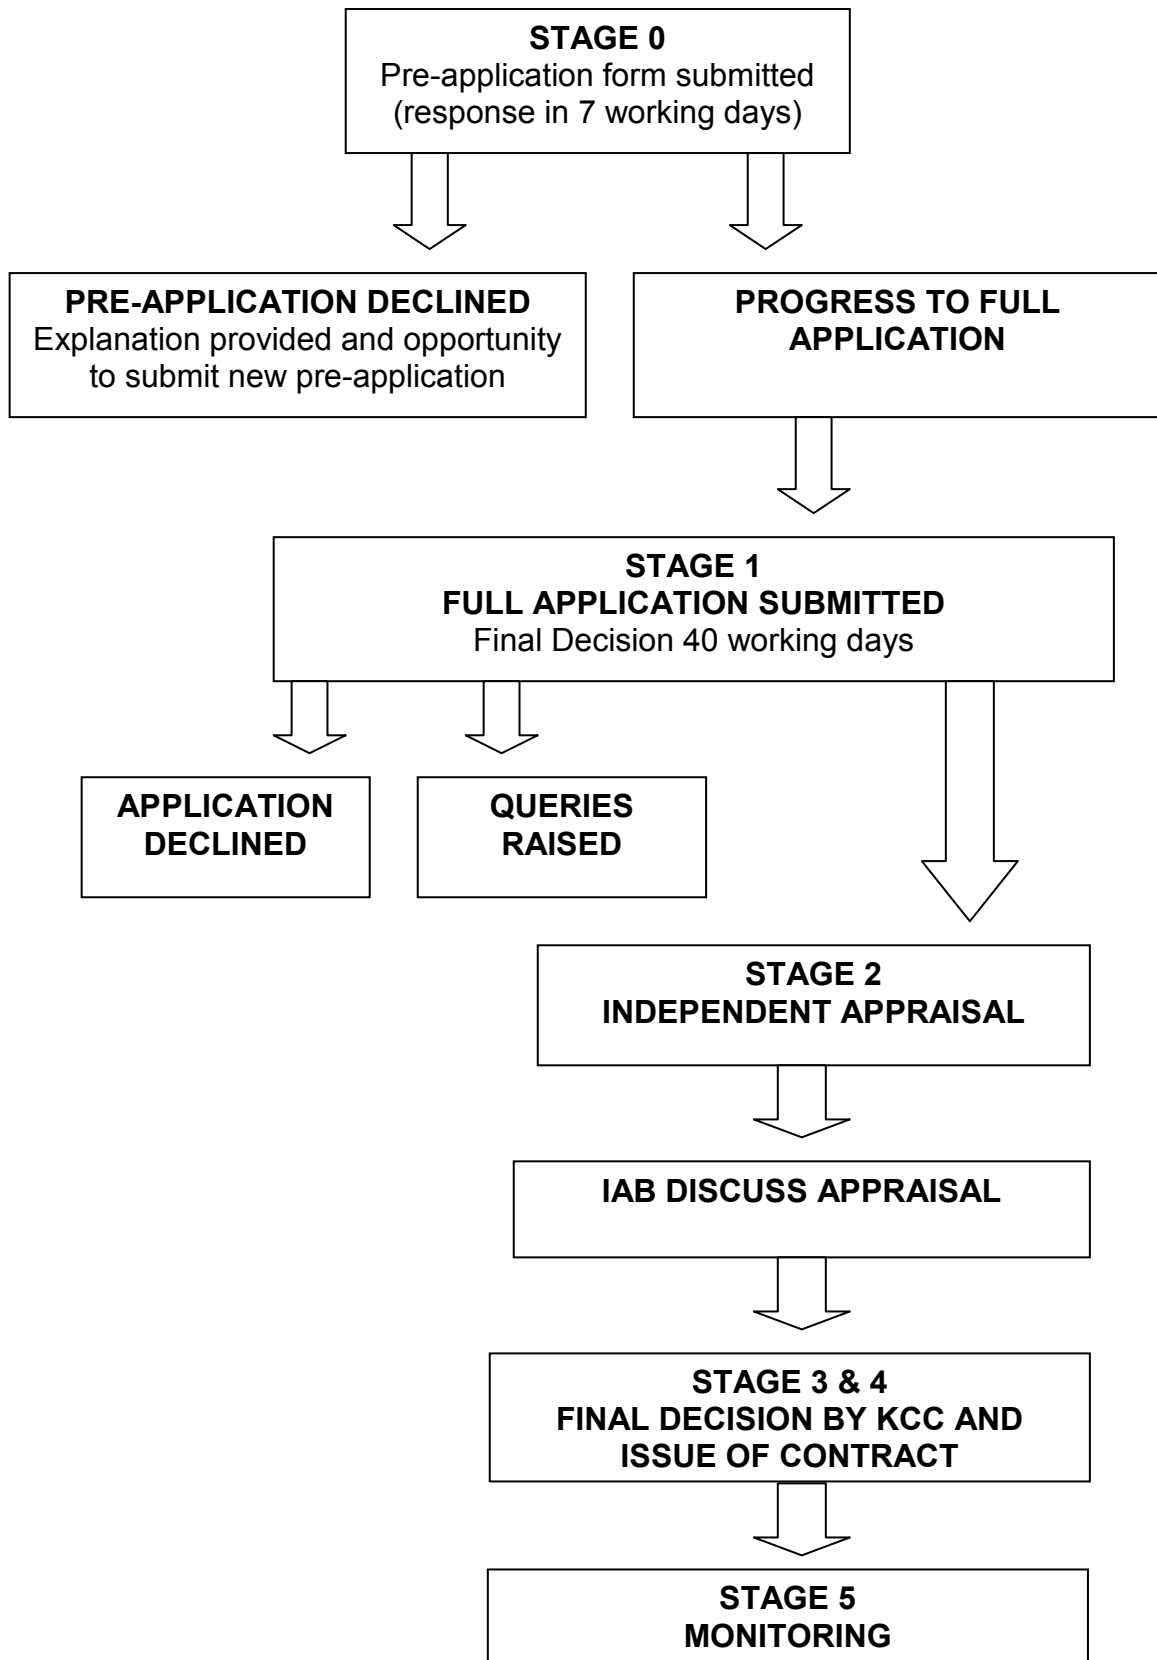 STAGE 0
Pre-application form submitted
(response in 7 working days)
PRE-APPLICATION DECLINED
Explanation provided and opportunity
to submit new pre-application
PROGRESS TO FULL
APPLICATION
STAGE 1
FULL APPLICATION SUBMITTED
Final Decision 40 working days
APPLICATION
DECLINED
QUERIES
RAISED
STAGE 2
INDEPENDENT APPRAISAL
IAB DISCUSS APPRAISAL
STAGE 3 & 4
FINAL DECISION BY KCC AND
ISSUE OF CONTRACT
STAGE 5
MONITORING